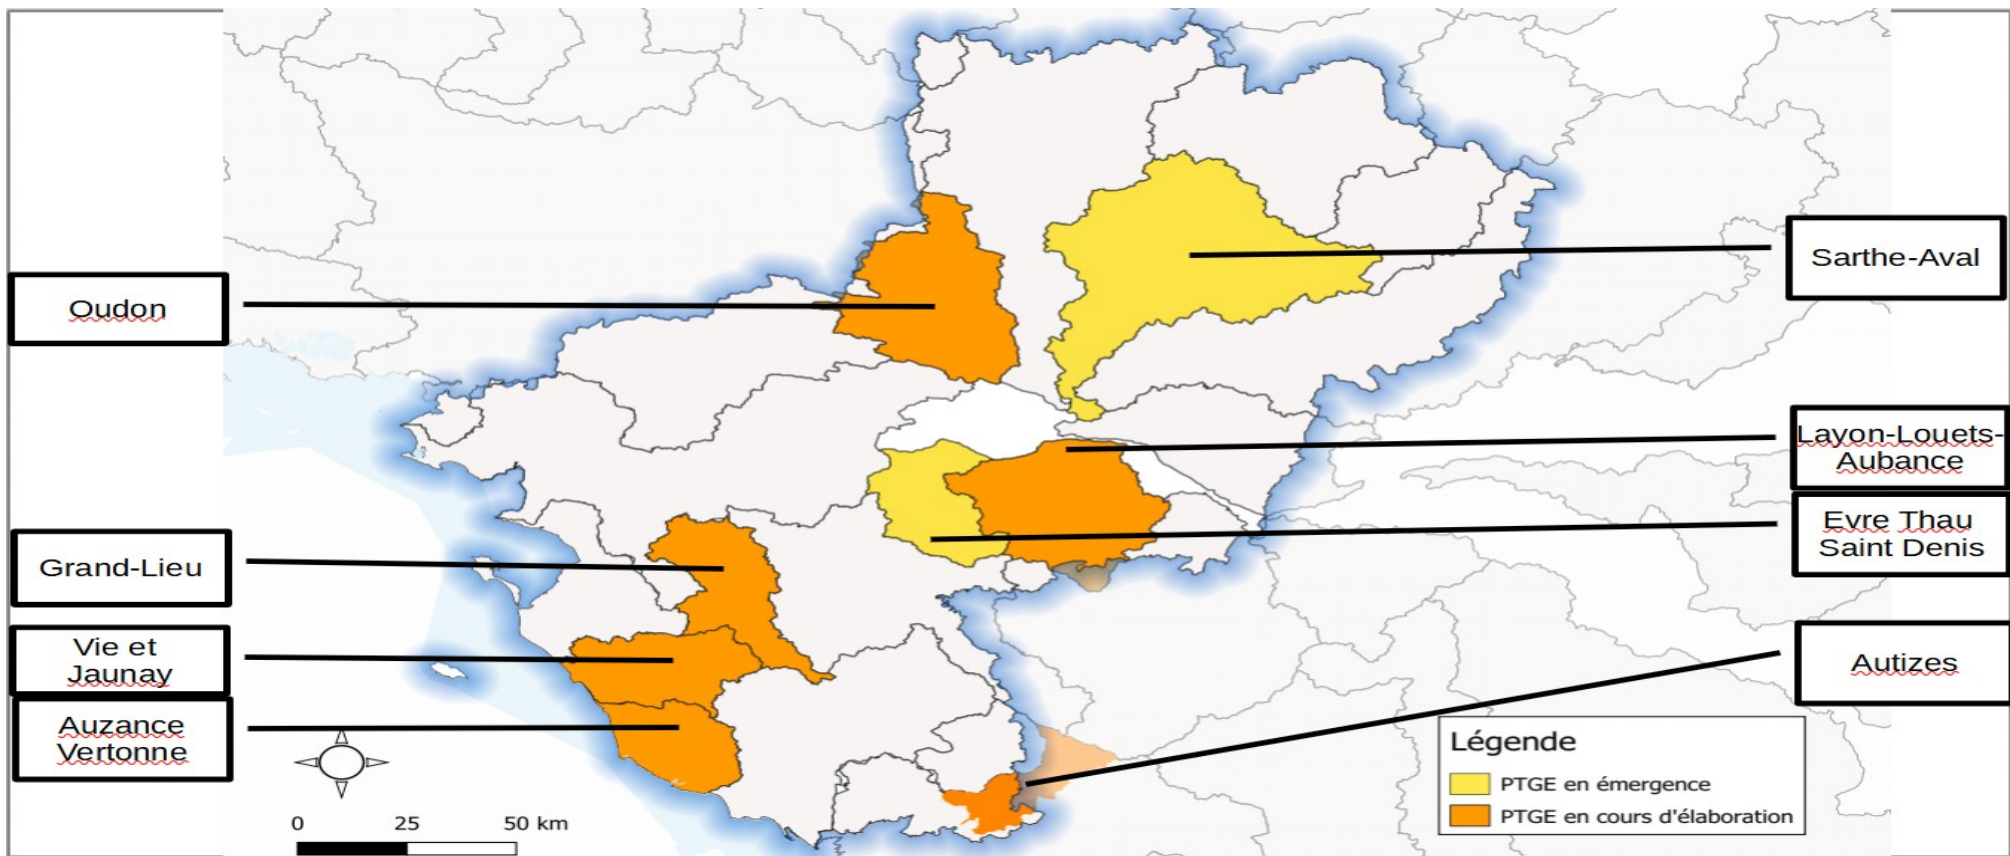 Oudon
Grand-Lieu
Vie et
Jaunay
Auzance
Vertonne
Sarthe-Aval
Layon-Louets-
Aubance
Evre Thau
Saint Denis
Autizes
Légende
PTGE en émergence
PTGE en cours d'élaboration
0 25 50 km